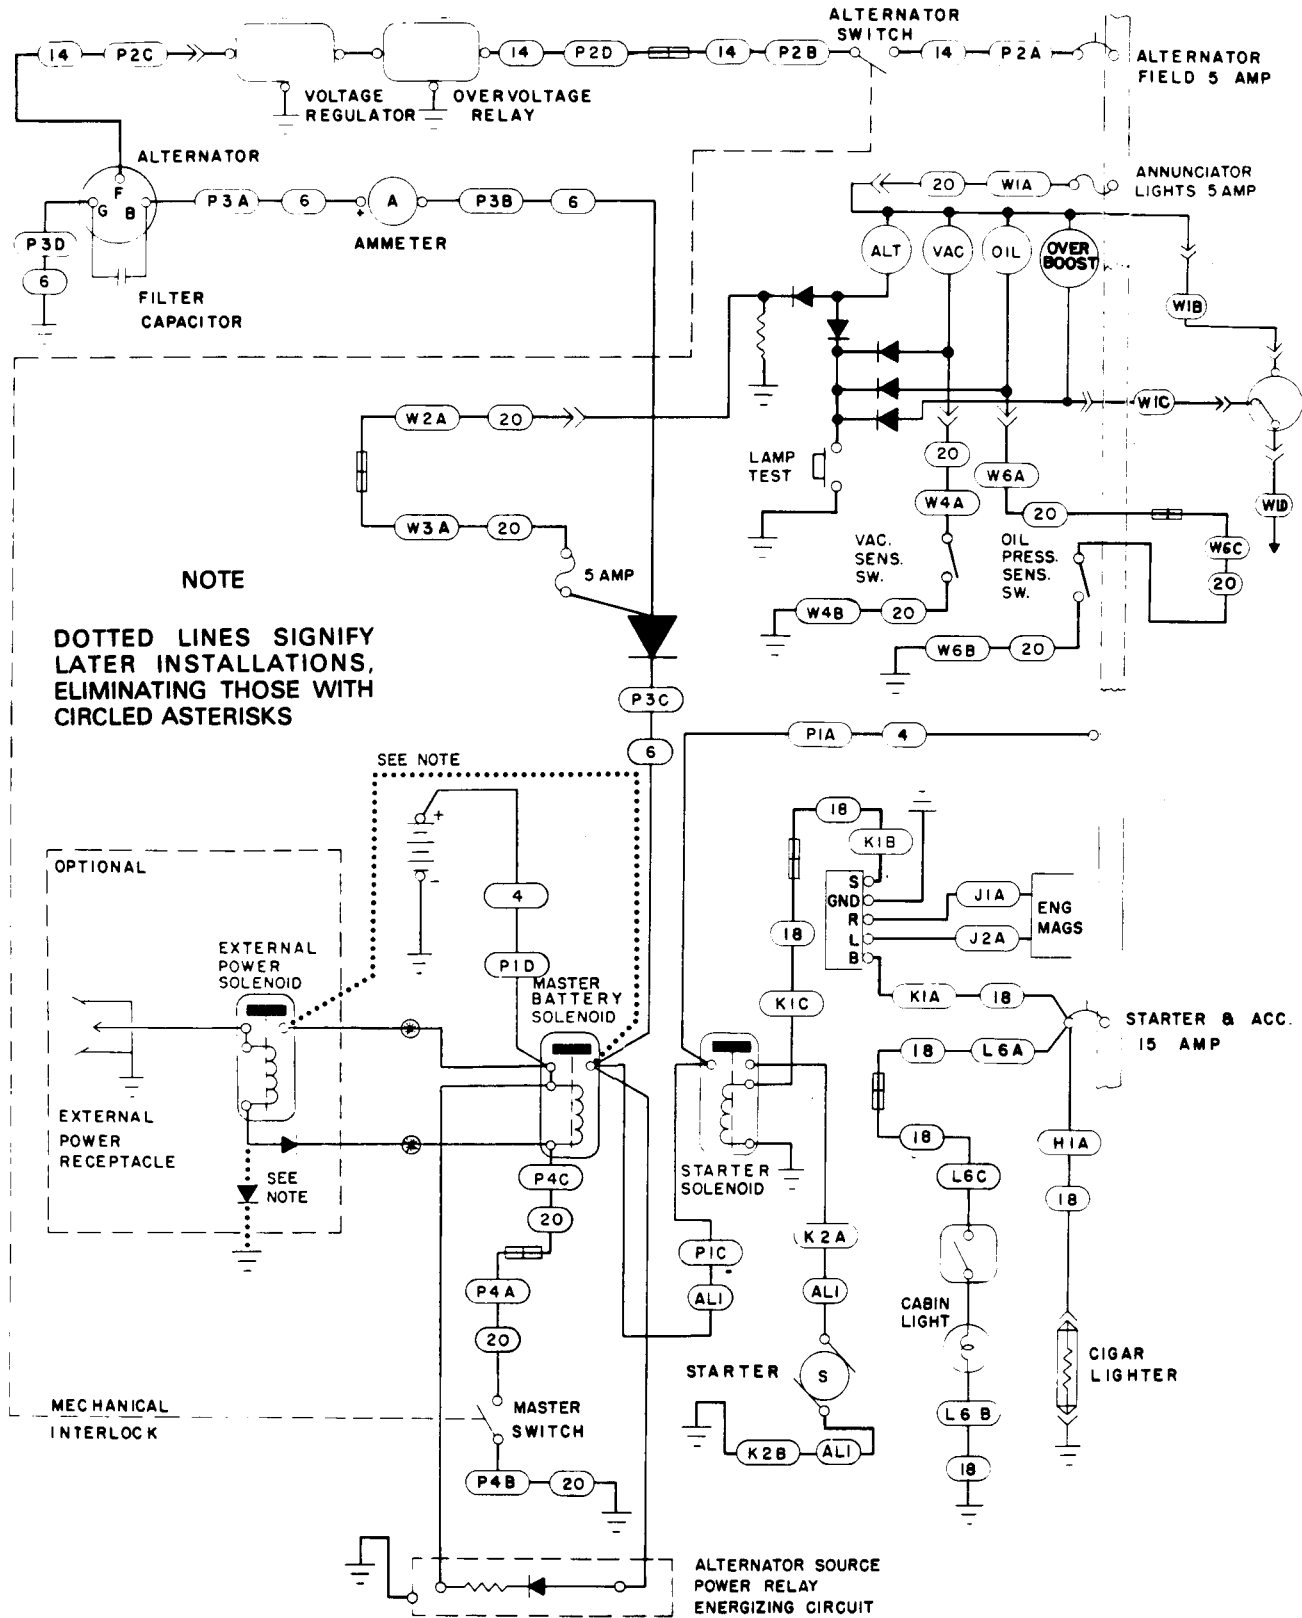 ALTERNATOR
SWITCH
14
P2C
14
P2D
14
P2B
14
P2A
ALTERNATOR
FIELD 5 AMP
VOLTAGE
REGULATOR
OVERVOLTAGE
RELAY
ALTERNATOR
F
G
B
P3A
6
A
+
P3B
6
AMMETER
P3D
6
FILTER
CAPACITOR
20
W1A
ANNUNCIATOR
LIGHTS 5 AMP
ALT
VAC
OIL
OVER
BOOST
W1B
W1C
W1D
W2A
20
W3A
20
5 AMP
LAMP
TEST
20
W4A
W6A
20
VAC.
SENS.
SW.
OIL
PRESS.
SENS.
SW.
W6C
20
W4B
20
W6B
20
NOTE
DOTTED LINES SIGNIFY
LATER INSTALLATIONS,
ELIMINATING THOSE WITH
CIRCLED ASTERISKS
P3C
6
P1A
4
SEE NOTE
+
-
4
P1D
OPTIONAL
EXTERNAL
POWER
SOLENOID
MASTER
BATTERY
SOLENOID
EXTERNAL
POWER
RECEPTACLE
SEE
NOTE
18
K1B
S
GND
R
L
B
J1A
J2A
ENG
MAGS
18
K1C
K1A
18
STARTER & ACC.
15 AMP
18
L6A
18
L6C
H1A
18
STARTER
SOLENOID
P4C
20
P4A
20
P1C
AL1
K2A
AL1
CABIN
LIGHT
CIGAR
LIGHTER
STARTER
S
L6B
18
K2B
AL1
MECHANICAL
INTERLOCK
MASTER
SWITCH
P4B
20
ALTERNATOR SOURCE
POWER RELAY
ENERGIZING CIRCUIT